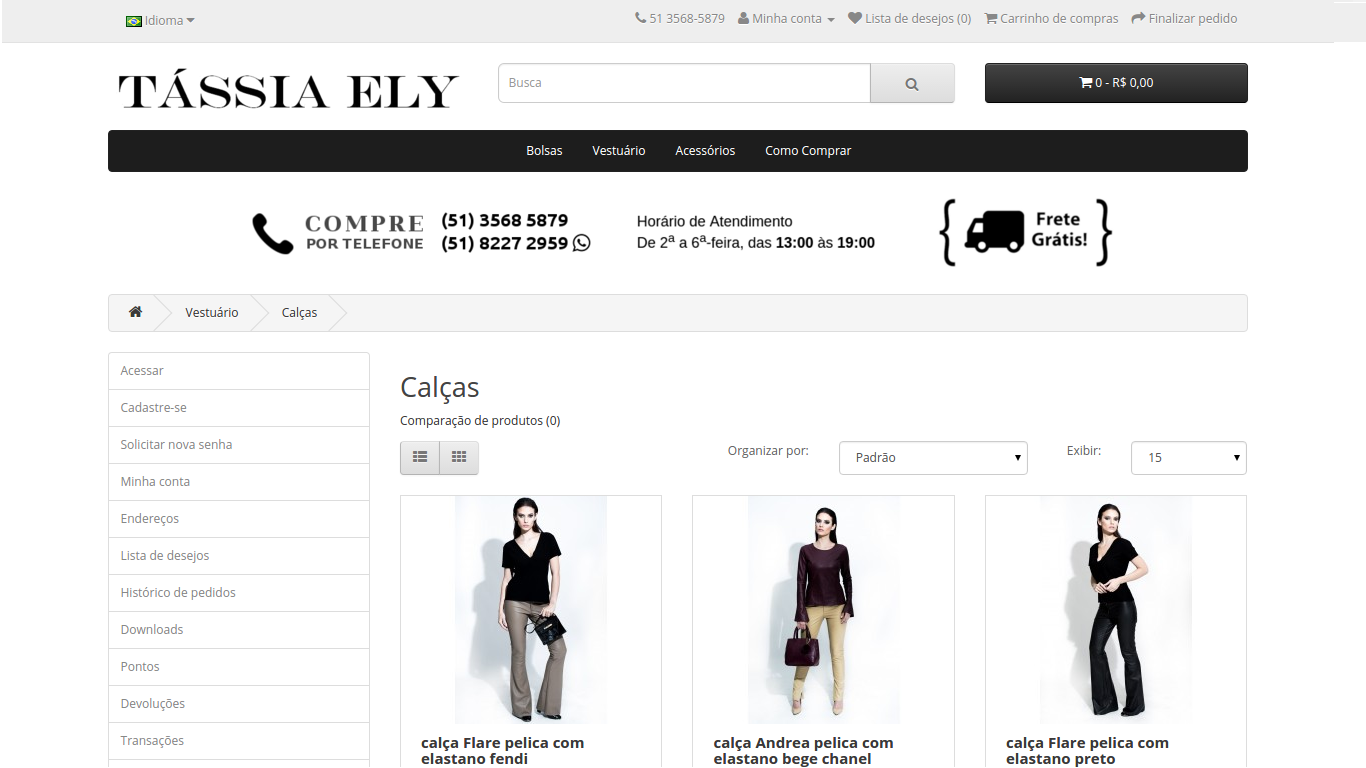 Idioma
51 3568-5879
Minha conta
Lista de desejos (0)
Carrinho de compras
Finalizar pedido
TÁSSIA ELY
Busca
0 - R$ 0,00
Bolsas
Vestuário
Acessórios
Como Comprar
COMPRE
POR TELEFONE
(51) 3568 5879
(51) 8227 2959
Horário de Atendimento
De 2ª a 6ª-feira, das 13:00 às 19:00
Frete
Grátis!
Vestuário
Calças
Acessar
Cadastre-se
Solicitar nova senha
Minha conta
Endereços
Lista de desejos
Histórico de pedidos
Downloads
Pontos
Devoluções
Transações
Calças
Comparação de produtos (0)
Organizar por:
Padrão
Exibir:
15
calça Flare pelica com
elastano fendi
calça Andrea pelica com
elastano bege chanel
calça Flare pelica com
elastano preto